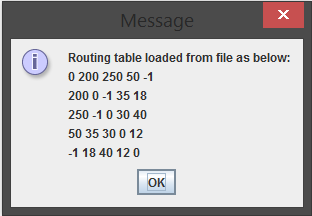 Message
Routing table loaded from file as below:
0 200 250 50 -1
200 0 -1 35 18
250 -1 0 30 40
50 35 30 0 12
-1 18 40 12 0
OK